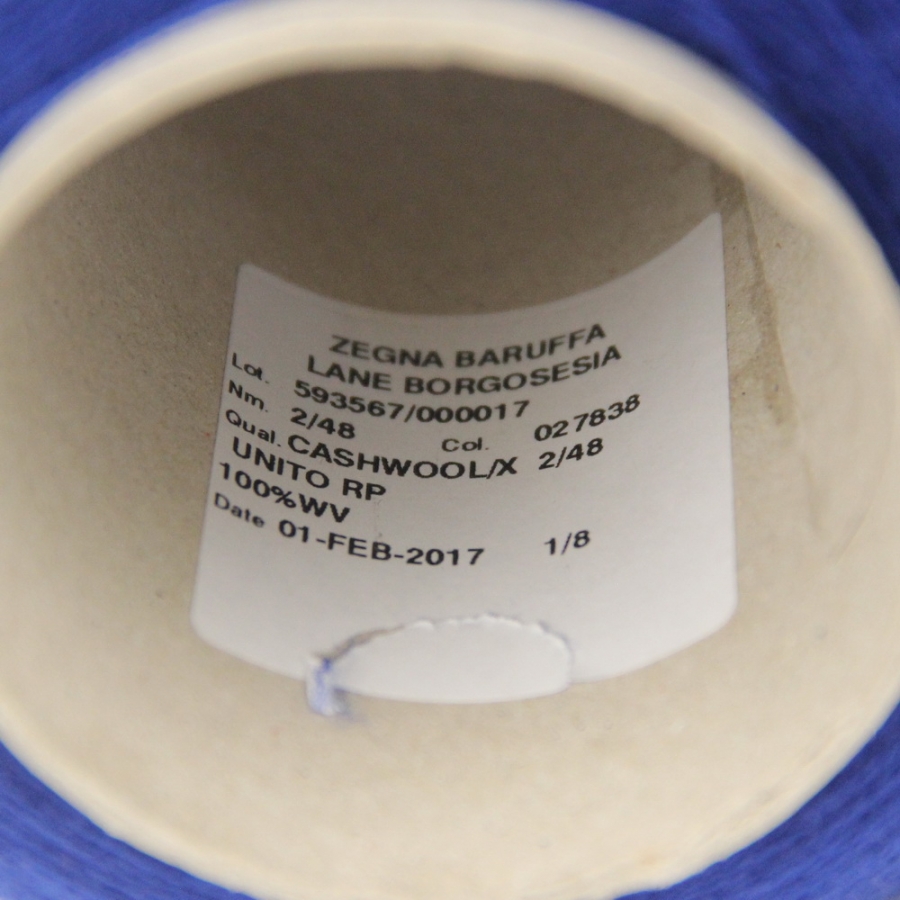 ZEGNA BARUFFA
LANE BORGOSESIA
Lot. 593567/000017
Nm. 2/48 Col. 027838
Qual. CASHWOOL/X 2/48
UNITO RP
100%WV
Date 01-FEB-2017 1/8